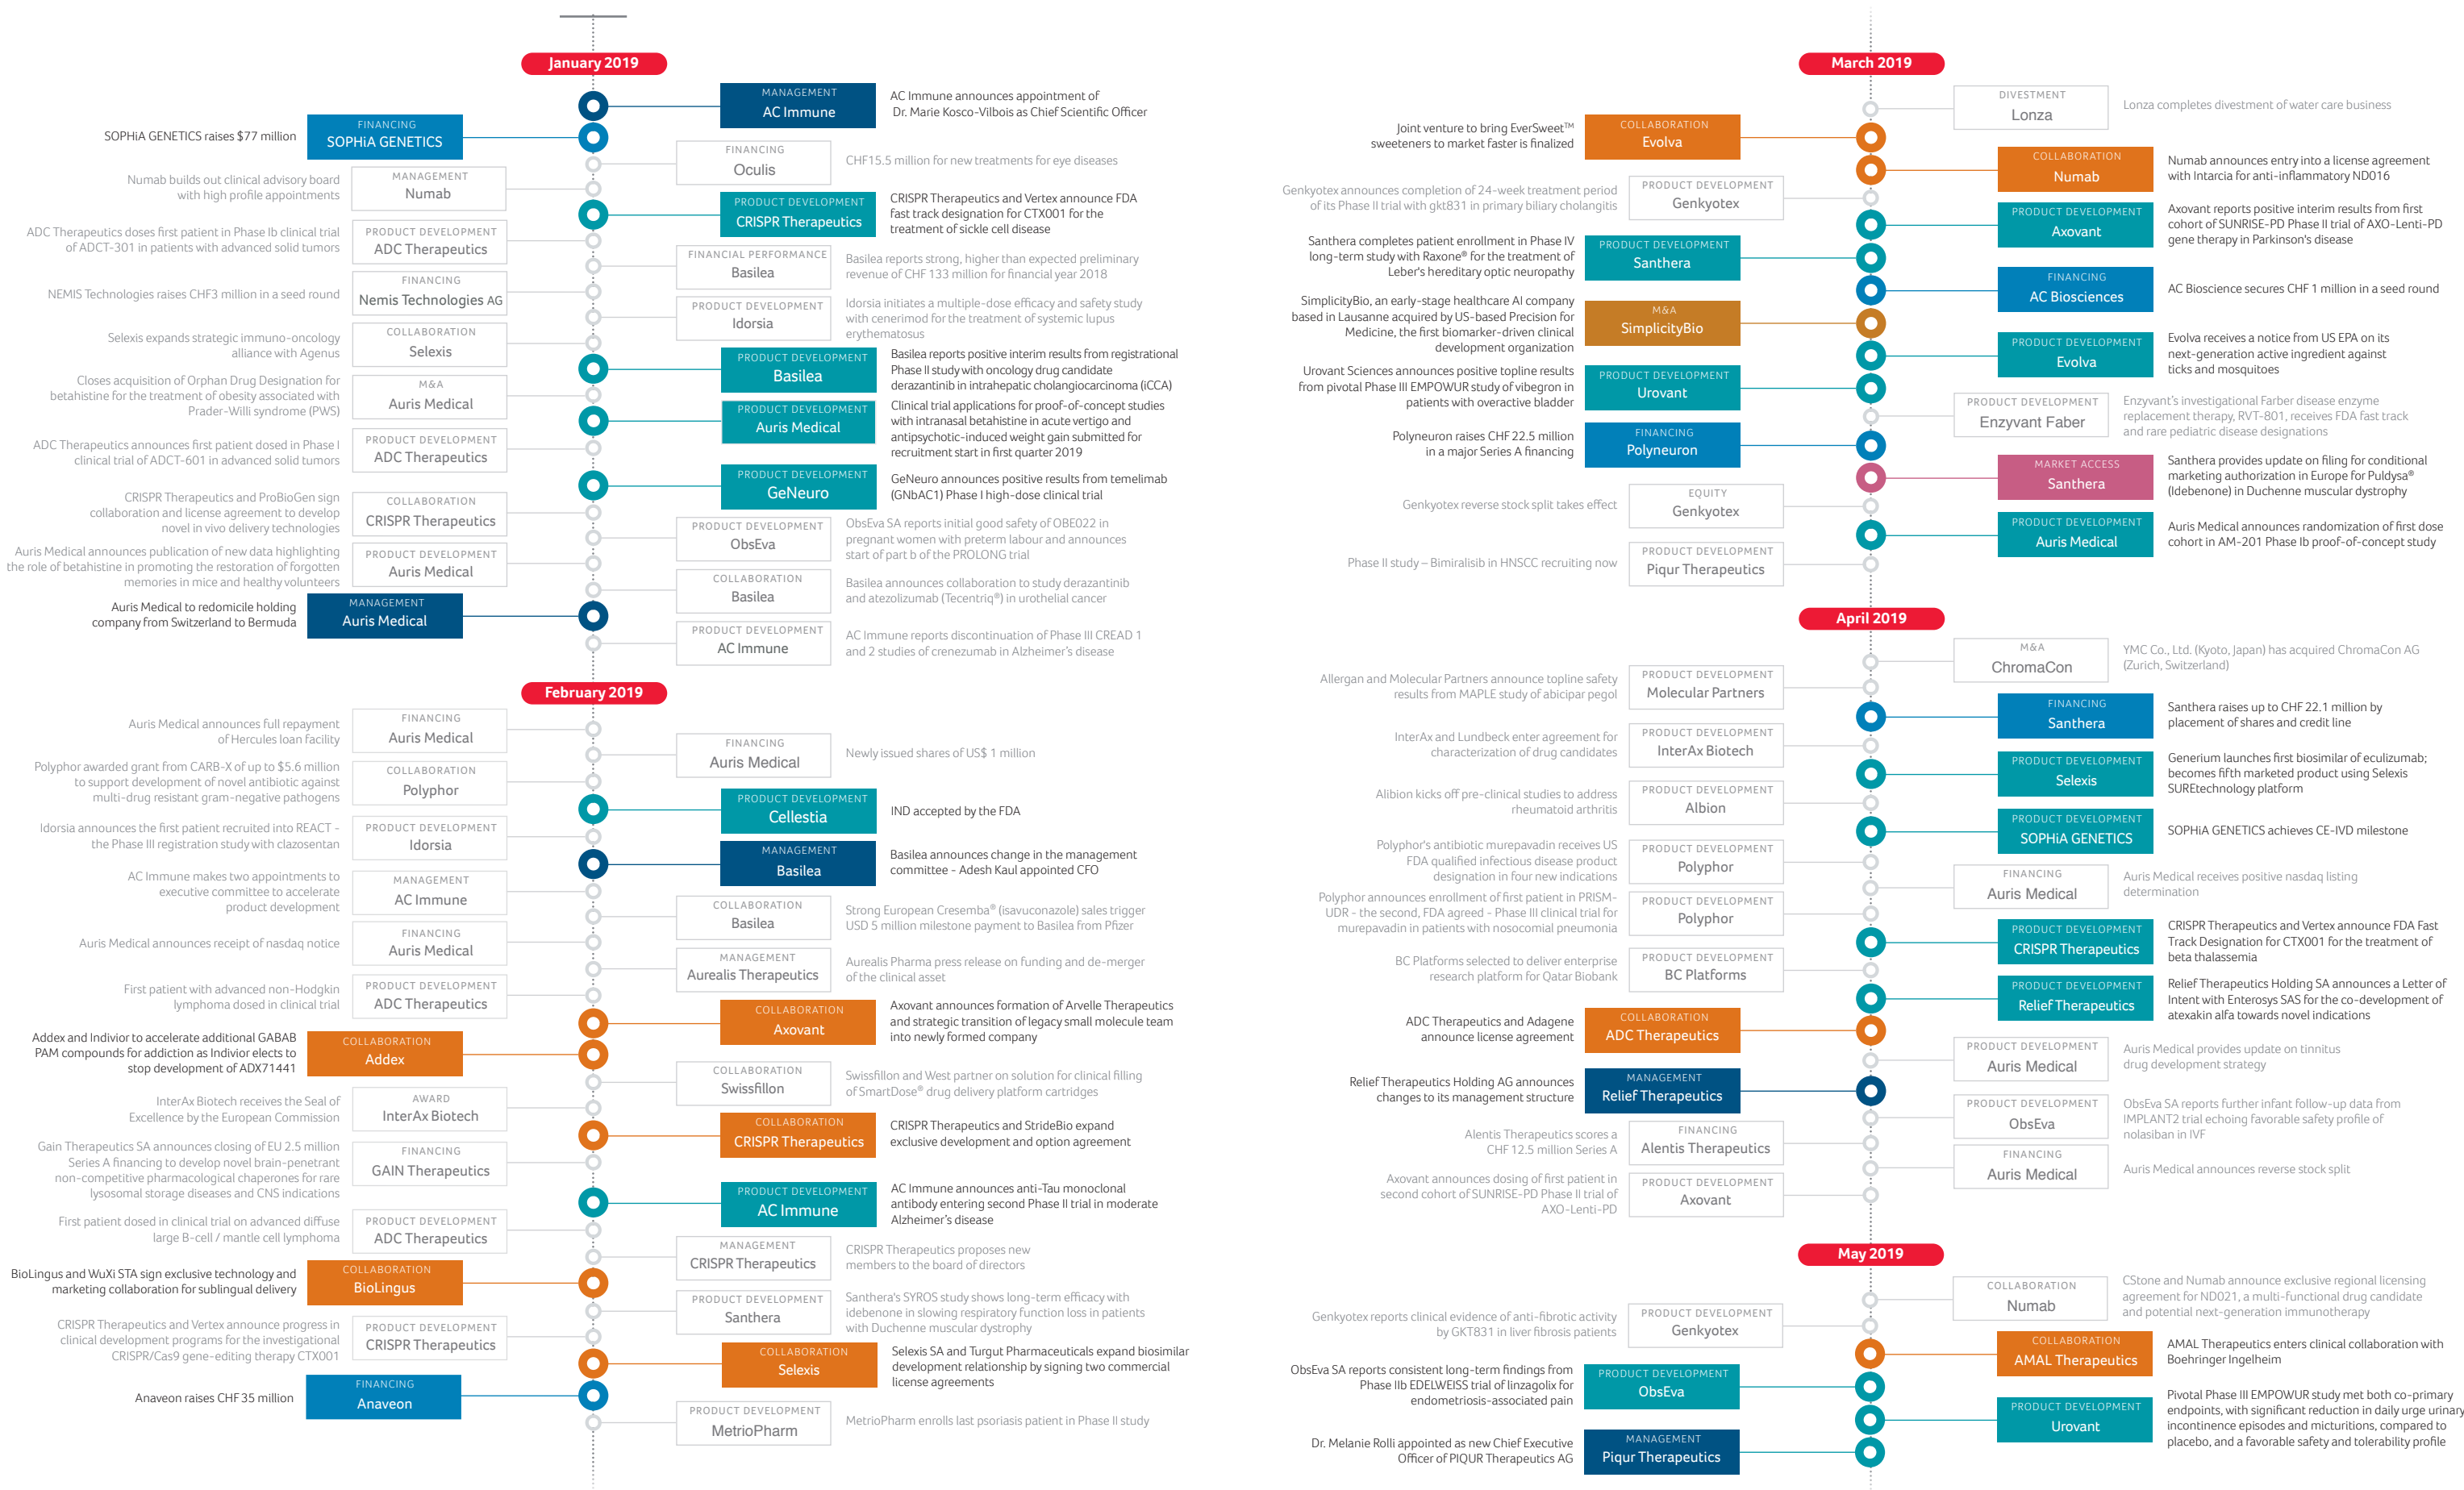 January 2019
MANAGEMENT
AC Immune
AC Immune announces appointment of
Dr. Marie Kosco-Vilbois as Chief Scientific Officer
SOPHiA GENETICS raises $77 million
FINANCING
SOPHiA GENETICS
FINANCING
Oculis
CHF15.5 million for new treatments for eye diseases
Numab builds out clinical advisory board
with high profile appointments
MANAGEMENT
Numab
PRODUCT DEVELOPMENT
CRISPR Therapeutics
CRISPR Therapeutics and Vertex announce FDA
fast track designation for CTX001 for the
treatment of sickle cell disease
ADC Therapeutics doses first patient in Phase Ib clinical trial
of ADCT-301 in patients with advanced solid tumors
PRODUCT DEVELOPMENT
ADC Therapeutics
FINANCIAL PERFORMANCE
Basilea
Basilea reports strong, higher than expected preliminary
revenue of CHF 133 million for financial year 2018
NEMIS Technologies raises CHF3 million in a seed round
FINANCING
Nemis Technologies AG
PRODUCT DEVELOPMENT
Idorsia
Idorsia initiates a multiple-dose efficacy and safety study
with cenerimod for the treatment of systemic lupus
erythematosus
Selexis expands strategic immuno-oncology
alliance with Agenus
COLLABORATION
Selexis
PRODUCT DEVELOPMENT
Basilea
Basilea reports positive interim results from registrational
Phase II study with oncology drug candidate
derazantinib in intrahepatic cholangiocarcinoma (iCCA)
Closes acquisition of Orphan Drug Designation for
betahistine for the treatment of obesity associated with
Prader-Willi syndrome (PWS)
M&A
Auris Medical
PRODUCT DEVELOPMENT
Auris Medical
Clinical trial applications for proof-of-concept studies
with intranasal betahistine in acute vertigo and
antipsychotic-induced weight gain submitted for
recruitment start in first quarter 2019
ADC Therapeutics announces first patient dosed in Phase I
clinical trial of ADCT-601 in advanced solid tumors
PRODUCT DEVELOPMENT
ADC Therapeutics
PRODUCT DEVELOPMENT
GeNeuro
GeNeuro announces positive results from temelimab
(GNbAC1) Phase I high-dose clinical trial
CRISPR Therapeutics and ProBioGen sign
collaboration and license agreement to develop
novel in vivo delivery technologies
COLLABORATION
CRISPR Therapeutics
PRODUCT DEVELOPMENT
ObsEva
ObsEva SA reports initial good safety of OBE022 in
pregnant women with preterm labour and announces
start of part b of the PROLONG trial
Auris Medical announces publication of new data highlighting
the role of betahistine in promoting the restoration of forgotten
memories in mice and healthy volunteers
PRODUCT DEVELOPMENT
Auris Medical
COLLABORATION
Basilea
Basilea announces collaboration to study derazantinib
and atezolizumab (Tecentriq®) in urothelial cancer
Auris Medical to redomicile holding
company from Switzerland to Bermuda
MANAGEMENT
Auris Medical
PRODUCT DEVELOPMENT
AC Immune
AC Immune reports discontinuation of Phase III CREAD 1
and 2 studies of crenezumab in Alzheimer's disease
February 2019
Auris Medical announces full repayment
of Hercules loan facility
FINANCING
Auris Medical
FINANCING
Auris Medical
Newly issued shares of US$ 1 million
Polyphor awarded grant from CARB-X of up to $5.6 million
to support development of novel antibiotic against
multi-drug resistant gram-negative pathogens
COLLABORATION
Polyphor
PRODUCT DEVELOPMENT
Cellestia
IND accepted by the FDA
Idorsia announces the first patient recruited into REACT -
the Phase III registration study with clazosentan
PRODUCT DEVELOPMENT
Idorsia
MANAGEMENT
Basilea
Basilea announces change in the management
committee - Adesh Kaul appointed CFO
AC Immune makes two appointments to
executive committee to accelerate
product development
MANAGEMENT
AC Immune
COLLABORATION
Basilea
Strong European Cresemba® (isavuconazole) sales trigger
USD 5 million milestone payment to Basilea from Pfizer
Auris Medical announces receipt of nasdaq notice
FINANCING
Auris Medical
MANAGEMENT
Aurealis Therapeutics
Aurealis Pharma press release on funding and de-merger
of the clinical asset
First patient with advanced non-Hodgkin
lymphoma dosed in clinical trial
PRODUCT DEVELOPMENT
ADC Therapeutics
COLLABORATION
Axovant
Axovant announces formation of Arvelle Therapeutics
and strategic transition of legacy small molecule team
into newly formed company
Addex and Indivior to accelerate additional GABAB
PAM compounds for addiction as Indivior elects to
stop development of ADX71441
COLLABORATION
Addex
COLLABORATION
Swissfillon
Swissfillon and West partner on solution for clinical filling
of SmartDose® drug delivery platform cartridges
InterAx Biotech receives the Seal of
Excellence by the European Commission
AWARD
InterAx Biotech
COLLABORATION
CRISPR Therapeutics
CRISPR Therapeutics and StrideBio expand
exclusive development and option agreement
Gain Therapeutics SA announces closing of EU 2.5 million
Series A financing to develop novel brain-penetrant
non-competitive pharmacological chaperones for rare
lysosomal storage diseases and CNS indications
FINANCING
GAIN Therapeutics
PRODUCT DEVELOPMENT
AC Immune
AC Immune announces anti-Tau monoclonal
antibody entering second Phase II trial in moderate
Alzheimer's disease
First patient dosed in clinical trial on advanced diffuse
large B-cell / mantle cell lymphoma
PRODUCT DEVELOPMENT
ADC Therapeutics
MANAGEMENT
CRISPR Therapeutics
CRISPR Therapeutics proposes new
members to the board of directors
BioLingus and WuXi STA sign exclusive technology and
marketing collaboration for sublingual delivery
COLLABORATION
BioLingus
PRODUCT DEVELOPMENT
Santhera
Santhera's SYROS study shows long-term efficacy with
idebenone in slowing respiratory function loss in patients
with Duchenne muscular dystrophy
CRISPR Therapeutics and Vertex announce progress in
clinical development programs for the investigational
CRISPR/Cas9 gene-editing therapy CTX001
PRODUCT DEVELOPMENT
CRISPR Therapeutics
COLLABORATION
Selexis
Selexis SA and Turgut Pharmaceuticals expand biosimilar
development relationship by signing two commercial
license agreements
Anaveon raises CHF 35 million
FINANCING
Anaveon
PRODUCT DEVELOPMENT
MetrioPharm
MetrioPharm enrolls last psoriasis patient in Phase II study
March 2019
DIVESTMENT
Lonza
Lonza completes divestment of water care business
Joint venture to bring EverSweet™
sweeteners to market faster is finalized
COLLABORATION
Evolva
COLLABORATION
Numab
Numab announces entry into a license agreement
with Intarcia for anti-inflammatory ND016
Genkyotex announces completion of 24-week treatment period
of its Phase II trial with gkt831 in primary biliary cholangitis
PRODUCT DEVELOPMENT
Genkyotex
PRODUCT DEVELOPMENT
Axovant
Axovant reports positive interim results from first
cohort of SUNRISE-PD Phase II trial of AXO-Lenti-PD
gene therapy in Parkinson's disease
Santhera completes patient enrollment in Phase IV
long-term study with Raxone® for the treatment of
Leber's hereditary optic neuropathy
PRODUCT DEVELOPMENT
Santhera
FINANCING
AC Biosciences
AC Bioscience secures CHF 1 million in a seed round
SimplicityBio, an early-stage healthcare AI company
based in Lausanne acquired by US-based Precision for
Medicine, the first biomarker-driven clinical
development organization
M&A
SimplicityBio
PRODUCT DEVELOPMENT
Evolva
Evolva receives a notice from US EPA on its
next-generation active ingredient against
ticks and mosquitoes
Urovant Sciences announces positive topline results
from pivotal Phase III EMPOWUR study of vibegron in
patients with overactive bladder
PRODUCT DEVELOPMENT
Urovant
PRODUCT DEVELOPMENT
Enzyvant Faber
Enzyvant's investigational Farber disease enzyme
replacement therapy, RVT-801, receives FDA fast track
and rare pediatric disease designations
Polyneuron raises CHF 22.5 million
in a major Series A financing
FINANCING
Polyneuron
MARKET ACCESS
Santhera
Santhera provides update on filing for conditional
marketing authorization in Europe for Puldysa®
(Idebenone) in Duchenne muscular dystrophy
Genkyotex reverse stock split takes effect
EQUITY
Genkyotex
PRODUCT DEVELOPMENT
Auris Medical
Auris Medical announces randomization of first dose
cohort in AM-201 Phase Ib proof-of-concept study
Phase II study – Bimiralisib in HNSCC recruiting now
PRODUCT DEVELOPMENT
Piqur Therapeutics
April 2019
M&A
ChromaCon
YMC Co., Ltd. (Kyoto, Japan) has acquired ChromaCon AG
(Zurich, Switzerland)
Allergan and Molecular Partners announce topline safety
results from MAPLE study of abicipar pegol
PRODUCT DEVELOPMENT
Molecular Partners
FINANCING
Santhera
Santhera raises up to CHF 22.1 million by
placement of shares and credit line
InterAx and Lundbeck enter agreement for
characterization of drug candidates
PRODUCT DEVELOPMENT
InterAx Biotech
PRODUCT DEVELOPMENT
Selexis
Generium launches first biosimilar of eculizumab;
becomes fifth marketed product using Selexis
SUREtechnology platform
Alibion kicks off pre-clinical studies to address
rheumatoid arthritis
PRODUCT DEVELOPMENT
Albion
PRODUCT DEVELOPMENT
SOPHiA GENETICS
SOPHiA GENETICS achieves CE-IVD milestone
Polyphor's antibiotic murepavadin receives US
FDA qualified infectious disease product
designation in four new indications
PRODUCT DEVELOPMENT
Polyphor
FINANCING
Auris Medical
Auris Medical receives positive nasdaq listing
determination
Polyphor announces enrollment of first patient in PRISM-
UDR - the second, FDA agreed - Phase III clinical trial for
murepavadin in patients with nosocomial pneumonia
PRODUCT DEVELOPMENT
Polyphor
PRODUCT DEVELOPMENT
CRISPR Therapeutics
CRISPR Therapeutics and Vertex announce FDA Fast
Track Designation for CTX001 for the treatment of
beta thalassemia
BC Platforms selected to deliver enterprise
research platform for Qatar Biobank
PRODUCT DEVELOPMENT
BC Platforms
PRODUCT DEVELOPMENT
Relief Therapeutics
Relief Therapeutics Holding SA announces a Letter of
Intent with Enterosys SAS for the co-development of
atexakin alfa towards novel indications
ADC Therapeutics and Adagene
announce license agreement
COLLABORATION
ADC Therapeutics
PRODUCT DEVELOPMENT
Auris Medical
Auris Medical provides update on tinnitus
drug development strategy
Relief Therapeutics Holding AG announces
changes to its management structure
MANAGEMENT
Relief Therapeutics
PRODUCT DEVELOPMENT
ObsEva
ObsEva SA reports further infant follow-up data from
IMPLANT2 trial echoing favorable safety profile of
nolasiban in IVF
Alentis Therapeutics scores a
CHF 12.5 million Series A
FINANCING
Alentis Therapeutics
FINANCING
Auris Medical
Auris Medical announces reverse stock split
Axovant announces dosing of first patient in
second cohort of SUNRISE-PD Phase II trial of
AXO-Lenti-PD
PRODUCT DEVELOPMENT
Axovant
May 2019
COLLABORATION
Numab
CStone and Numab announce exclusive regional licensing
agreement for ND021, a multi-functional drug candidate
and potential next-generation immunotherapy
Genkyotex reports clinical evidence of anti-fibrotic activity
by GKT831 in liver fibrosis patients
PRODUCT DEVELOPMENT
Genkyotex
COLLABORATION
AMAL Therapeutics
AMAL Therapeutics enters clinical collaboration with
Boehringer Ingelheim
ObsEva SA reports consistent long-term findings from
Phase IIb EDELWEISS trial of linzagolix for
endometriosis-associated pain
PRODUCT DEVELOPMENT
ObsEva
PRODUCT DEVELOPMENT
Urovant
Pivotal Phase III EMPOWUR study met both co-primary
endpoints, with significant reduction in daily urge urinary
incontinence episodes and micturitions, compared to
placebo, and a favorable safety and tolerability profile
Dr. Melanie Rolli appointed as new Chief Executive
Officer of PIQUR Therapeutics AG
MANAGEMENT
Piqur Therapeutics